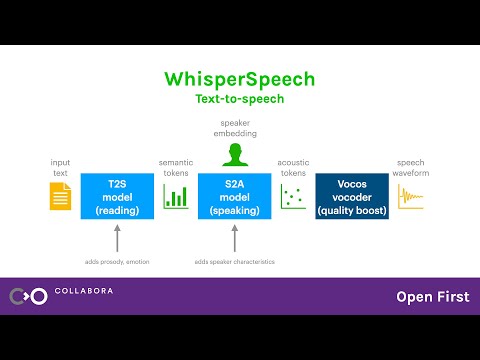 WhisperSpeech
Text-to-speech
speaker
embedding
input
text
T2S
model
(reading)
semantic
tokens
S2A
model
(speaking)
acoustic
tokens
Vocos
vocoder
(quality boost)
speech
waveform
adds prosody, emotion
adds speaker characteristics
COLLABORA
Open First